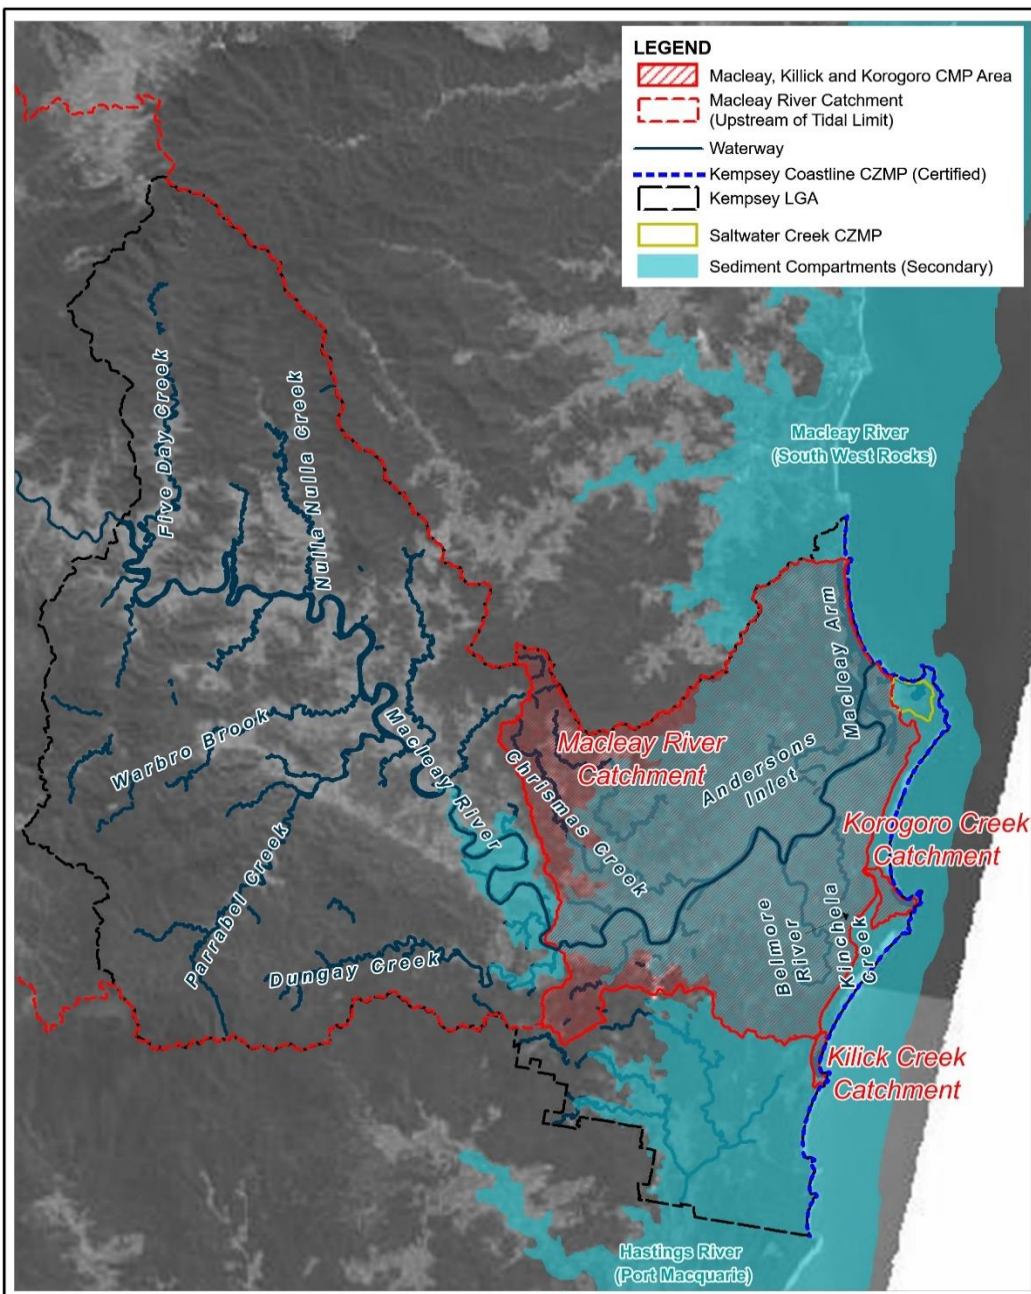 LEGEND
Macleay, Killick and Korogoro CMP Area
Macleay River Catchment
(Upstream of Tidal Limit)
Waterway
Kempsey Coastline CZMP (Certified)
Kempsey LGA
Saltwater Creek CZMP
Sediment Compartments (Secondary)
Macleay River
(South West Rocks)
Five Day Creek
Nulla Nulla Creek
Macleay Arm
Warbro Brook
Macleay River
Macleay River
Catchment
Andersons
Inlet
Chrismas Creek
Korogoro Creek
Catchment
Parrabel Creek
Dungay Creek
Belmore
River
Kinchela
Creek
Kilick Creek
Catchment
Hastings River
(Port Macquarie)